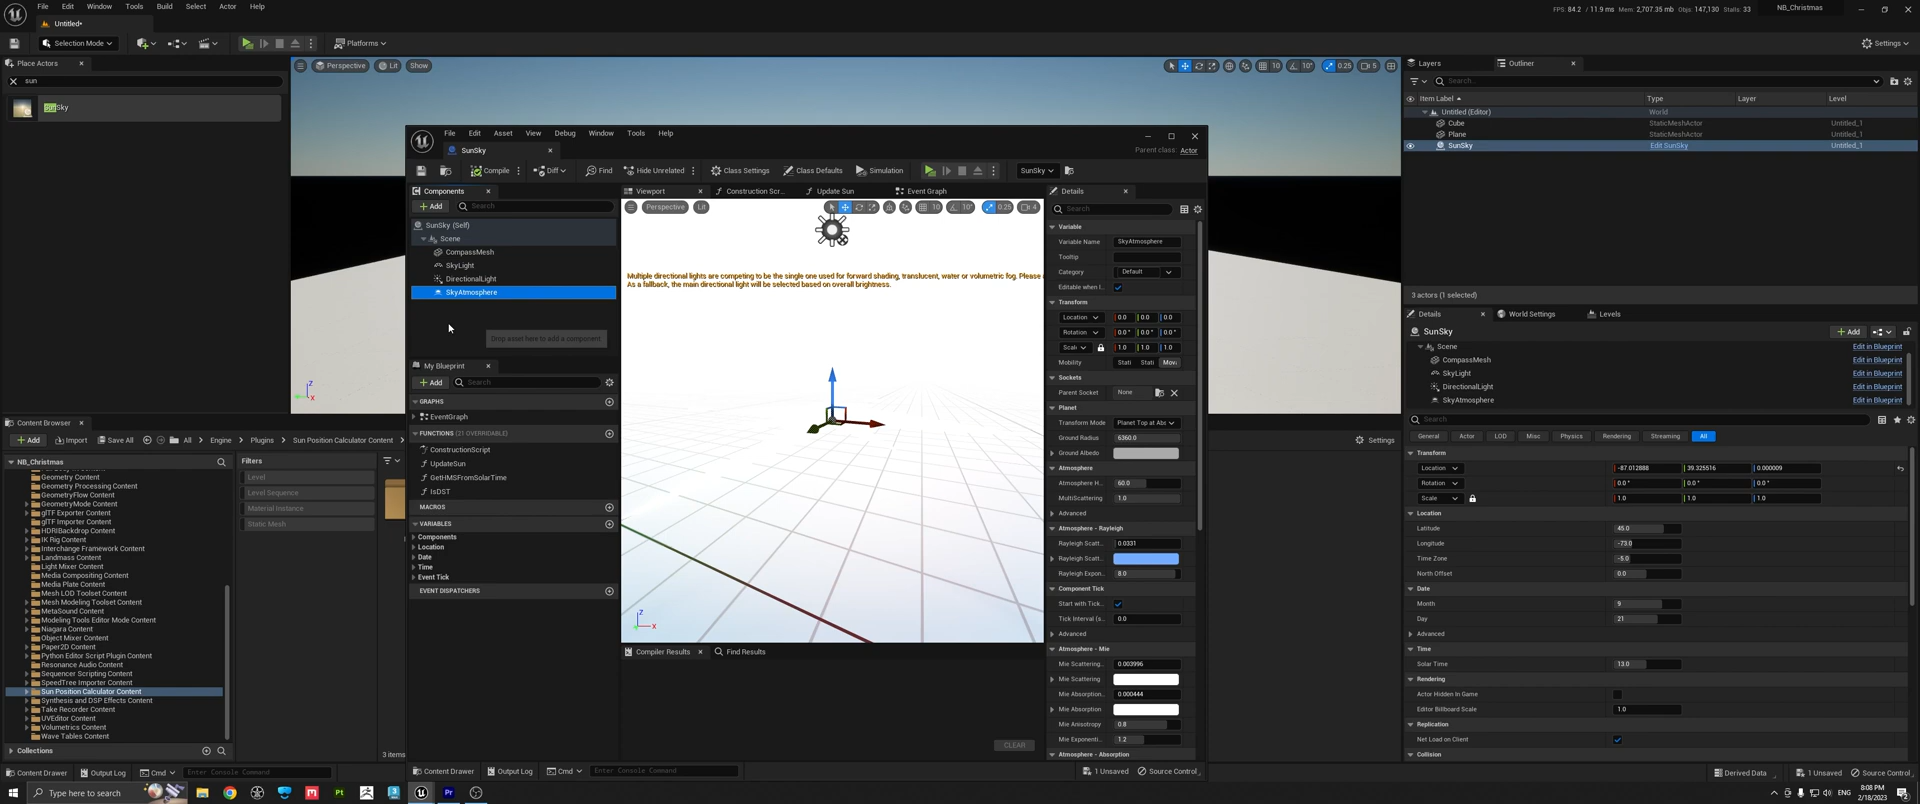 File Edit Window Tools Build Select Actor Help
FPS: 84.2 / 11.9 ms Mem: 2,707.35 mb Objs: 147,130 Stalls: 33
NB_Christmas
Untitled*
Selection Mode
Platforms
Settings
Place Actors
sun
SunSky
Perspective Lit Show
10 10° 0.25 5
Layers Outliner
Search...
Item Label Type Layer Level
Untitled (Editor) World
Cube StaticMeshActor Untitled_1
Plane StaticMeshActor Untitled_1
SunSky Edit SunSky Untitled_1
3 actors (1 selected)
File Edit Asset View Debug Window Tools Help
SunSky
Parent class: Actor
Compile Diff Find Hide Unrelated Class Settings Class Defaults Simulation SunSky
Components
Add Search
SunSky (Self)
Scene
CompassMesh
SkyLight
DirectionalLight
SkyAtmosphere
Drop asset here to add a component
My Blueprint
Add Search
GRAPHS
EventGraph
FUNCTIONS (21 OVERRIDABLE)
ConstructionScript
UpdateSun
GetHMSFromSolarTime
IsDST
MACROS
VARIABLES
Components
Location
Date
Time
Event Tick
EVENT DISPATCHERS
Viewport Construction Scr... Update Sun Event Graph
Perspective Lit
10 10° 0.25 4
Multiple directional lights are competing to be the single one used for forward shading, translucent, water or volumetric fog. Please
As a fallback, the main directional light will be selected based on overall brightness.
Compiler Results Find Results
CLEAR
Details
Search
Variable
Variable Name SkyAtmosphere
Tooltip
Category Default
Editable when I...
Transform
Location 0.0 0.0 0.0
Rotation 0.0° 0.0° 0.0°
Scale 1.0 1.0 1.0
Mobility Stati Stati Mov
Sockets
Parent Socket None
Planet
Transform Mode Planet Top at Abs
Ground Radius 6360.0
Ground Albedo
Atmosphere
Atmosphere H... 60.0
MultiScattering 1.0
Advanced
Atmosphere - Rayleigh
Rayleigh Scatt... 0.0331
Rayleigh Scatt...
Rayleigh Expon... 8.0
Component Tick
Start with Tick...
Tick Interval (s... 0.0
Advanced
Atmosphere - Mie
Mie Scattering... 0.003996
Mie Scattering
Mie Absorption... 0.000444
Mie Absorption
Mie Anisotropy 0.8
Mie Exponenti... 1.2
Atmosphere - Absorption
Content Drawer Output Log Cmd Enter Console Command
1 Unsaved Source Control
Details World Settings Levels
SunSky
Add
Scene Edit in Blueprint
CompassMesh Edit in Blueprint
SkyLight Edit in Blueprint
DirectionalLight Edit in Blueprint
SkyAtmosphere Edit in Blueprint
Search
General Actor LOD Misc Physics Rendering Streaming All
Transform
Location -87.012888 39.325516 0.000009
Rotation 0.0° 0.0° 0.0°
Scale 1.0 1.0 1.0
Location
Latitude 45.0
Longitude -73.0
Time Zone -5.0
North Offset 0.0
Date
Month 9
Day 21
Advanced
Time
Solar Time 13.0
Rendering
Actor Hidden In Game
Editor Billboard Scale 1.0
Replication
Net Load on Client
Collision
Content Browser
Add Import Save All All Engine Plugins Sun Position Calculator Content
Settings
NB_Christmas
Geometry Content
Geometry Processing Content
GeometryFlow Content
GeometryMode Content
glTF Exporter Content
glTF Importer Content
HDRIBackdrop Content
IK Rig Content
Interchange Framework Content
Landmass Content
Light Mixer Content
Media Compositing Content
Media Plate Content
Mesh LOD Toolset Content
Mesh Modeling Toolset Content
MetaSound Content
Modeling Tools Editor Mode Content
Niagara Content
Object Mixer Content
Paper2D Content
Python Editor Script Plugin Content
Resonance Audio Content
Sequencer Scripting Content
SpeedTree Importer Content
Sun Position Calculator Content
Synthesis and DSP Effects Content
Take Recorder Content
UVEditor Content
Volumetrics Content
Wave Tables Content
Collections
Filters
Level
Level Sequence
Material Instance
Static Mesh
3 items
Content Drawer Output Log Cmd Enter Console Command
Derived Data 1 Unsaved Source Control
Type here to search
ENG
8:08 PM
2/18/2023